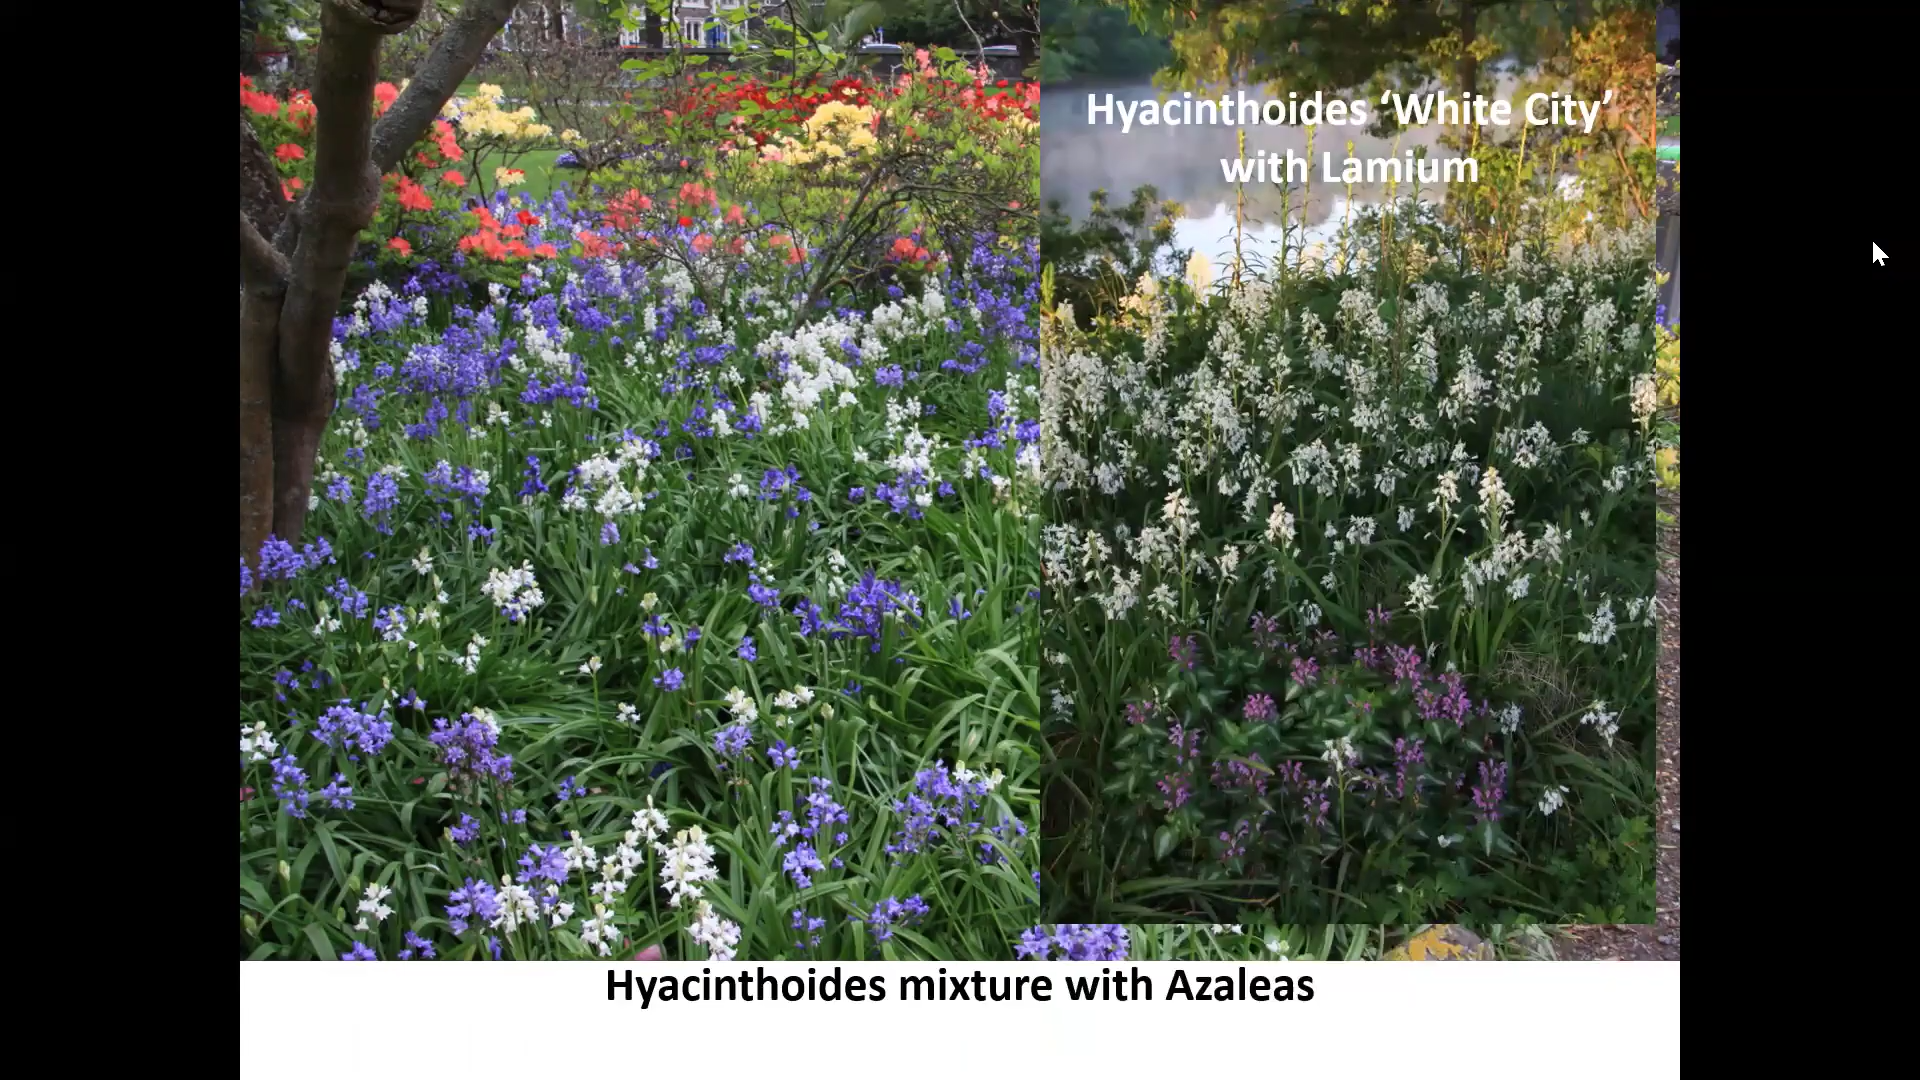 Hyacinthoides ‘White City’
with Lamium
Hyacinthoides mixture with Azaleas